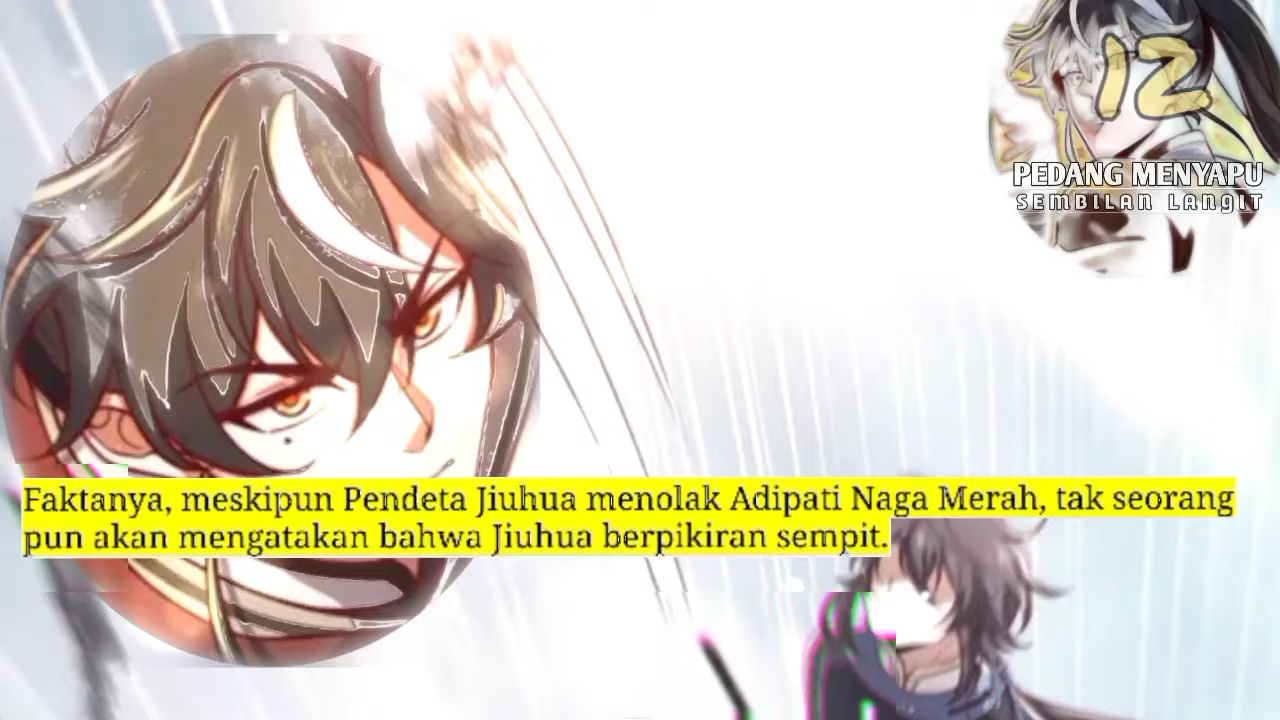 12
PEDANG MENYAPU
SEMBILAN LANGIT
Faktanya, meskipun Pendeta Jiuhua menolak Adipati Naga Merah, tak seorang
pun akan mengatakan bahwa Jiuhua berpikiran sempit.